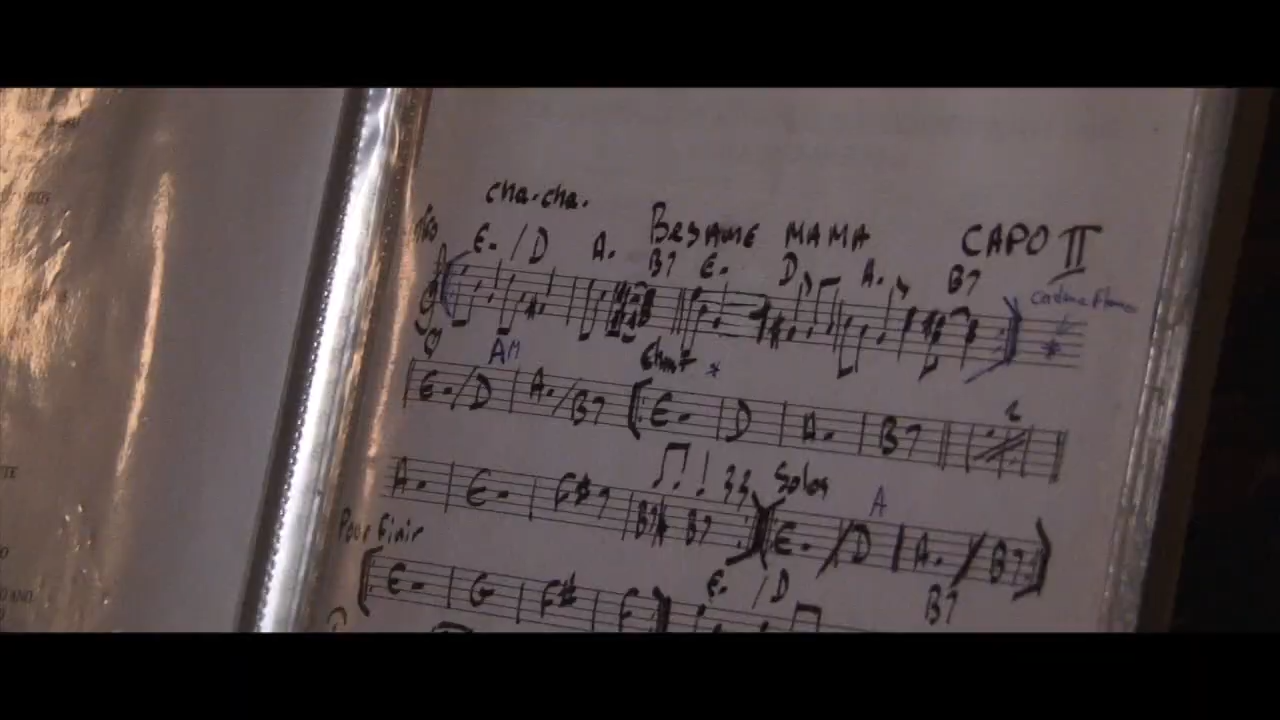 cha.cha.
BESAME MAMA CAPO II
E- /D A- B7 E- D A- B7
AM
E- /D A- /B7 E- D A- B7 2
Solos A
A- E- F#7 B7 B7 E- /D A- /B7
Pour finir
E- G F# F E- /D B7